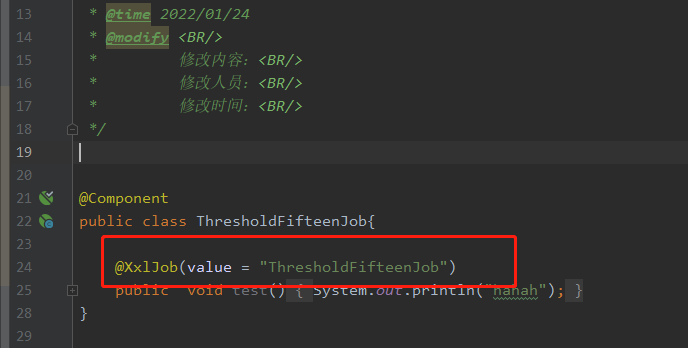 13 * @time 2022/01/24
14 * @modify <BR/>
15 * 修改内容：<BR/>
16 * 修改人员：<BR/>
17 * 修改时间：<BR/>
18 */
19
20
21 @Component
22 public class ThresholdFifteenJob{
23
24 @XxlJob(value = "ThresholdFifteenJob")
25 public void test() { System.out.println("hahah"); }
28 }
29